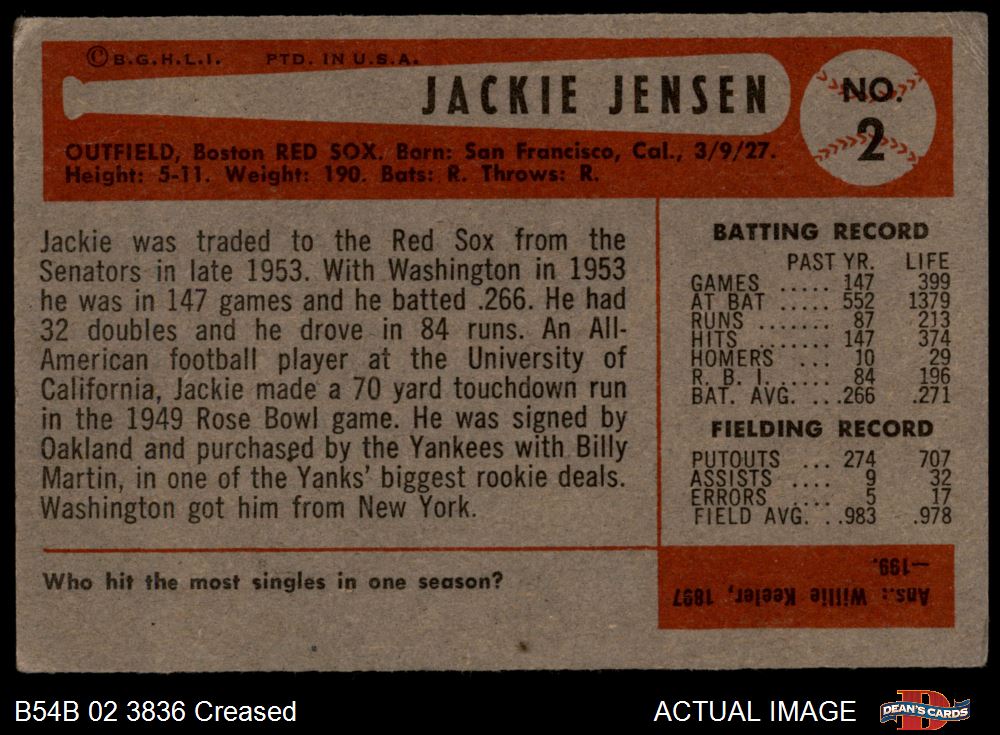 © B.G.H.L.I. PTD. IN U.S.A.
JACKIE JENSEN
NO.
2
OUTFIELD, Boston RED SOX. Born: San Francisco, Cal., 3/9/27.
Height: 5-11. Weight: 190. Bats: R. Throws: R.
Jackie was traded to the Red Sox from the
Senators in late 1953. With Washington in 1953
he was in 147 games and he batted .266. He had
32 doubles and he drove in 84 runs. An All-
American football player at the University of
California, Jackie made a 70 yard touchdown run
in the 1949 Rose Bowl game. He was signed by
Oakland and purchased by the Yankees with Billy
Martin, in one of the Yanks' biggest rookie deals.
Washington got him from New York.
BATTING RECORD
PAST YR. LIFE
GAMES ..... 147 399
AT BAT ..... 552 1379
RUNS ....... 87 213
HITS ....... 147 374
HOMERS ... 10 29
R. B. I. ..... 84 196
BAT. AVG. ...266 .271
FIELDING RECORD
PUTOUTS ... 274 707
ASSISTS .... 9 32
ERRORS .... 5 17
FIELD AVG. ..983 .978
Who hit the most singles in one season?
Ans.: Willie Keeler, 1897
—199.
B54B 02 3836 Creased
ACTUAL IMAGE
DEAN'S CARDS